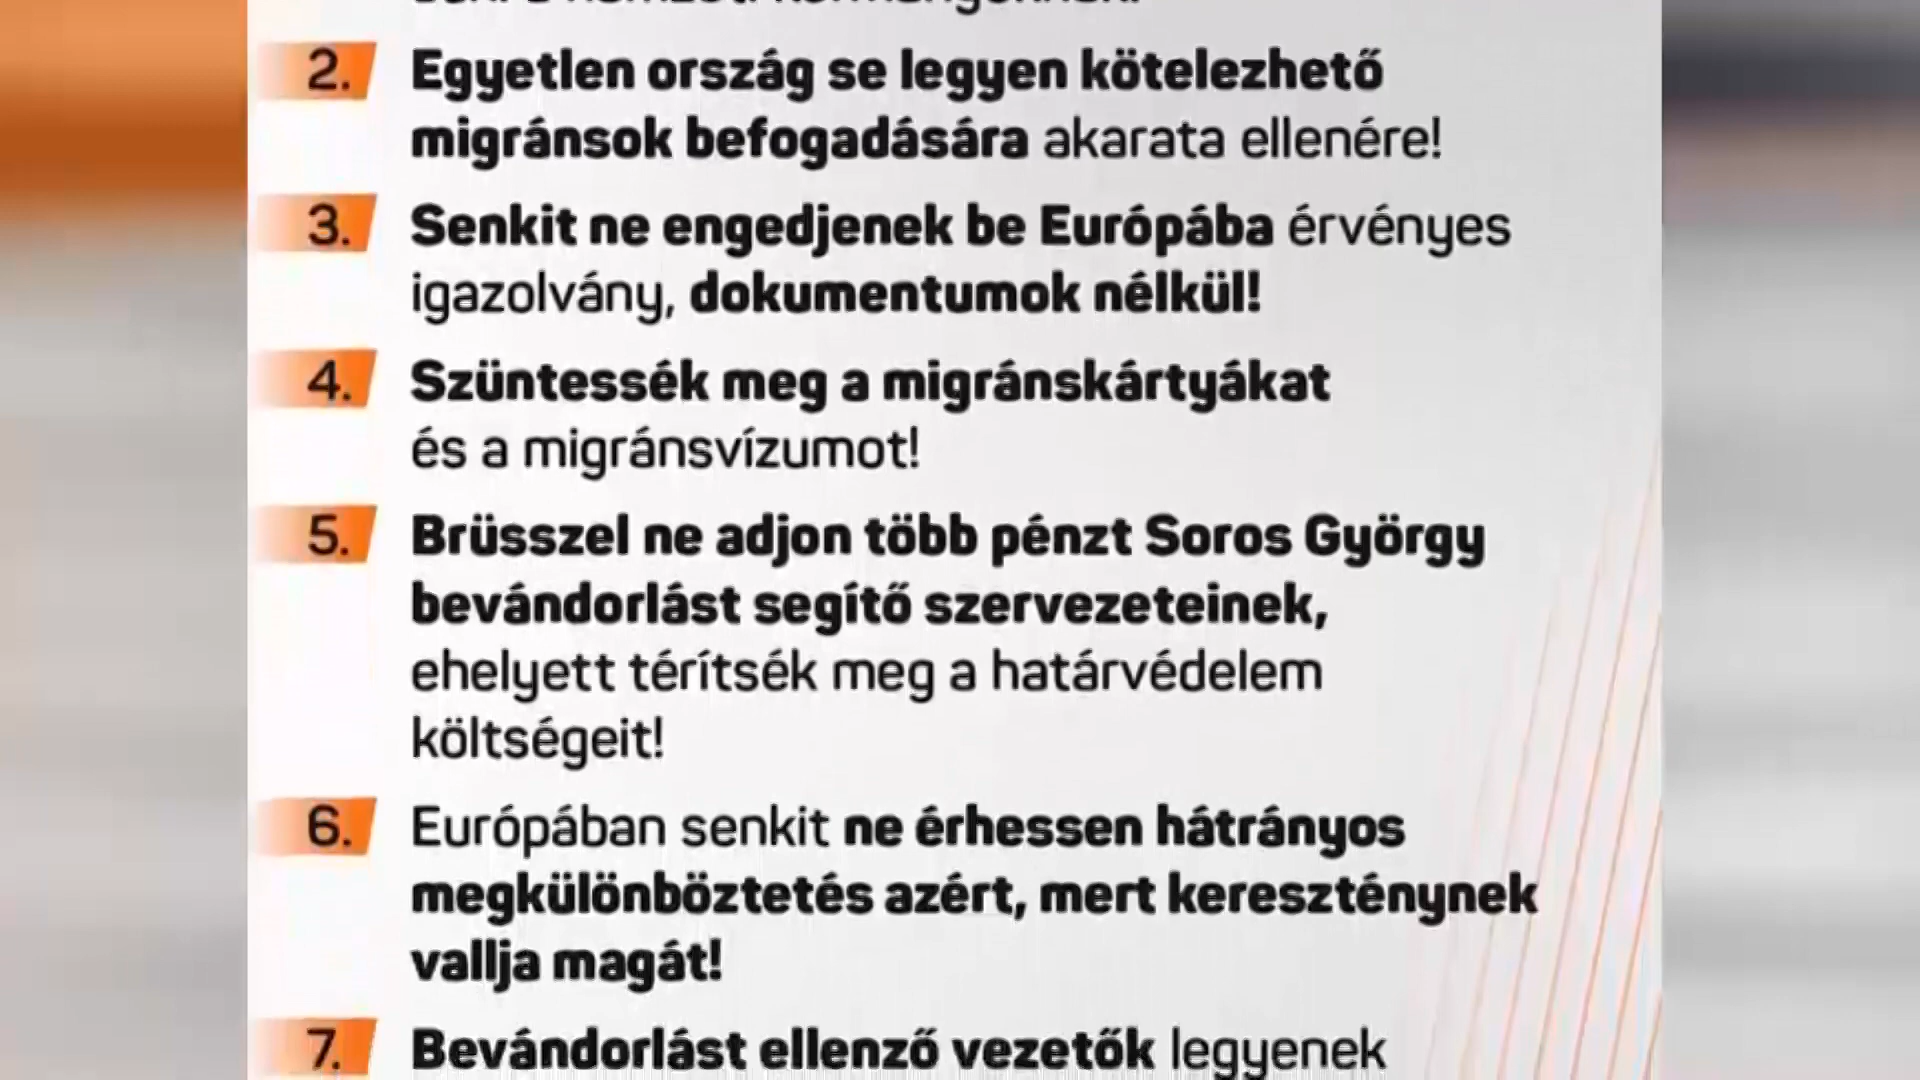 2. Egyetlen ország se legyen kötelezhető
migránsok befogadására akarata ellenére!
3. Senkit ne engedjenek be Európába érvényes
igazolvány, dokumentumok nélkül!
4. Szüntessék meg a migránskártyákat
és a migránsvízumot!
5. Brüsszel ne adjon több pénzt Soros György
bevándorlást segítő szervezeteinek,
ehelyett térítsék meg a határvédelem
költségeit!
6. Európában senkit ne érhessen hátrányos
megkülönböztetés azért, mert kereszténynek
vallja magát!
7. Bevándorlást ellenző vezetők legyenek